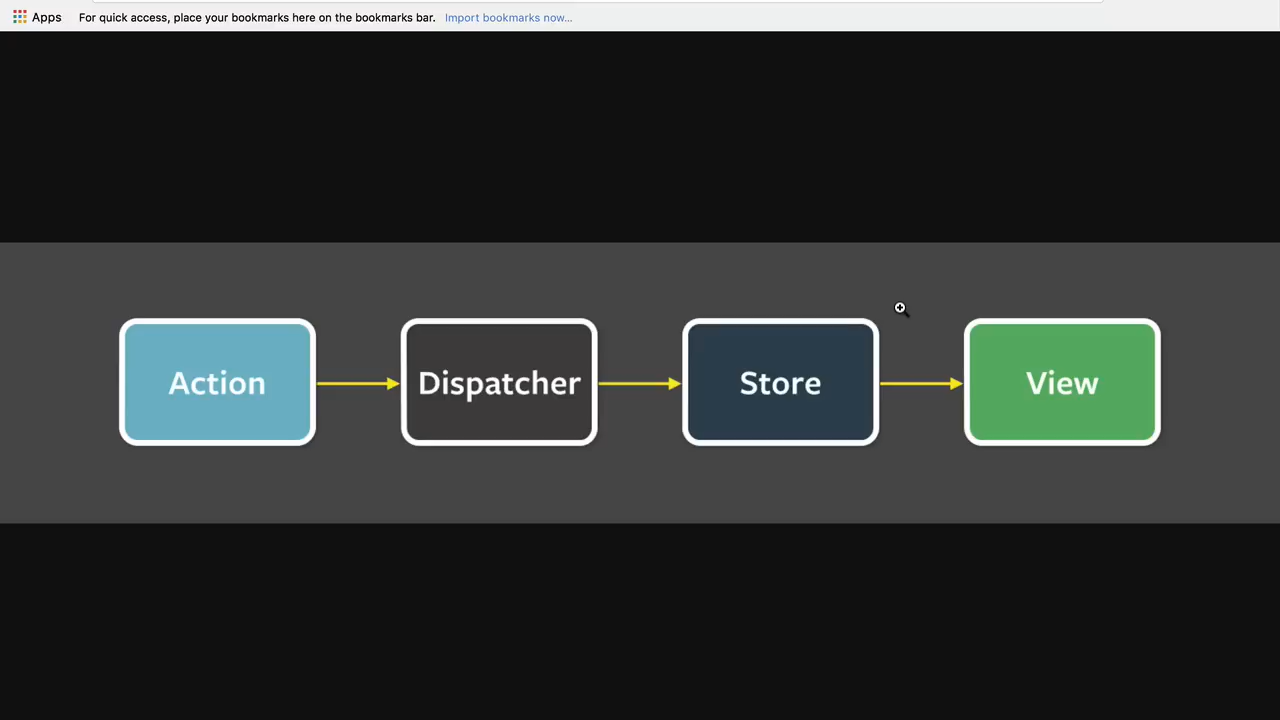 Apps For quick access, place your bookmarks here on the bookmarks bar. Import bookmarks now...
Action Dispatcher Store View